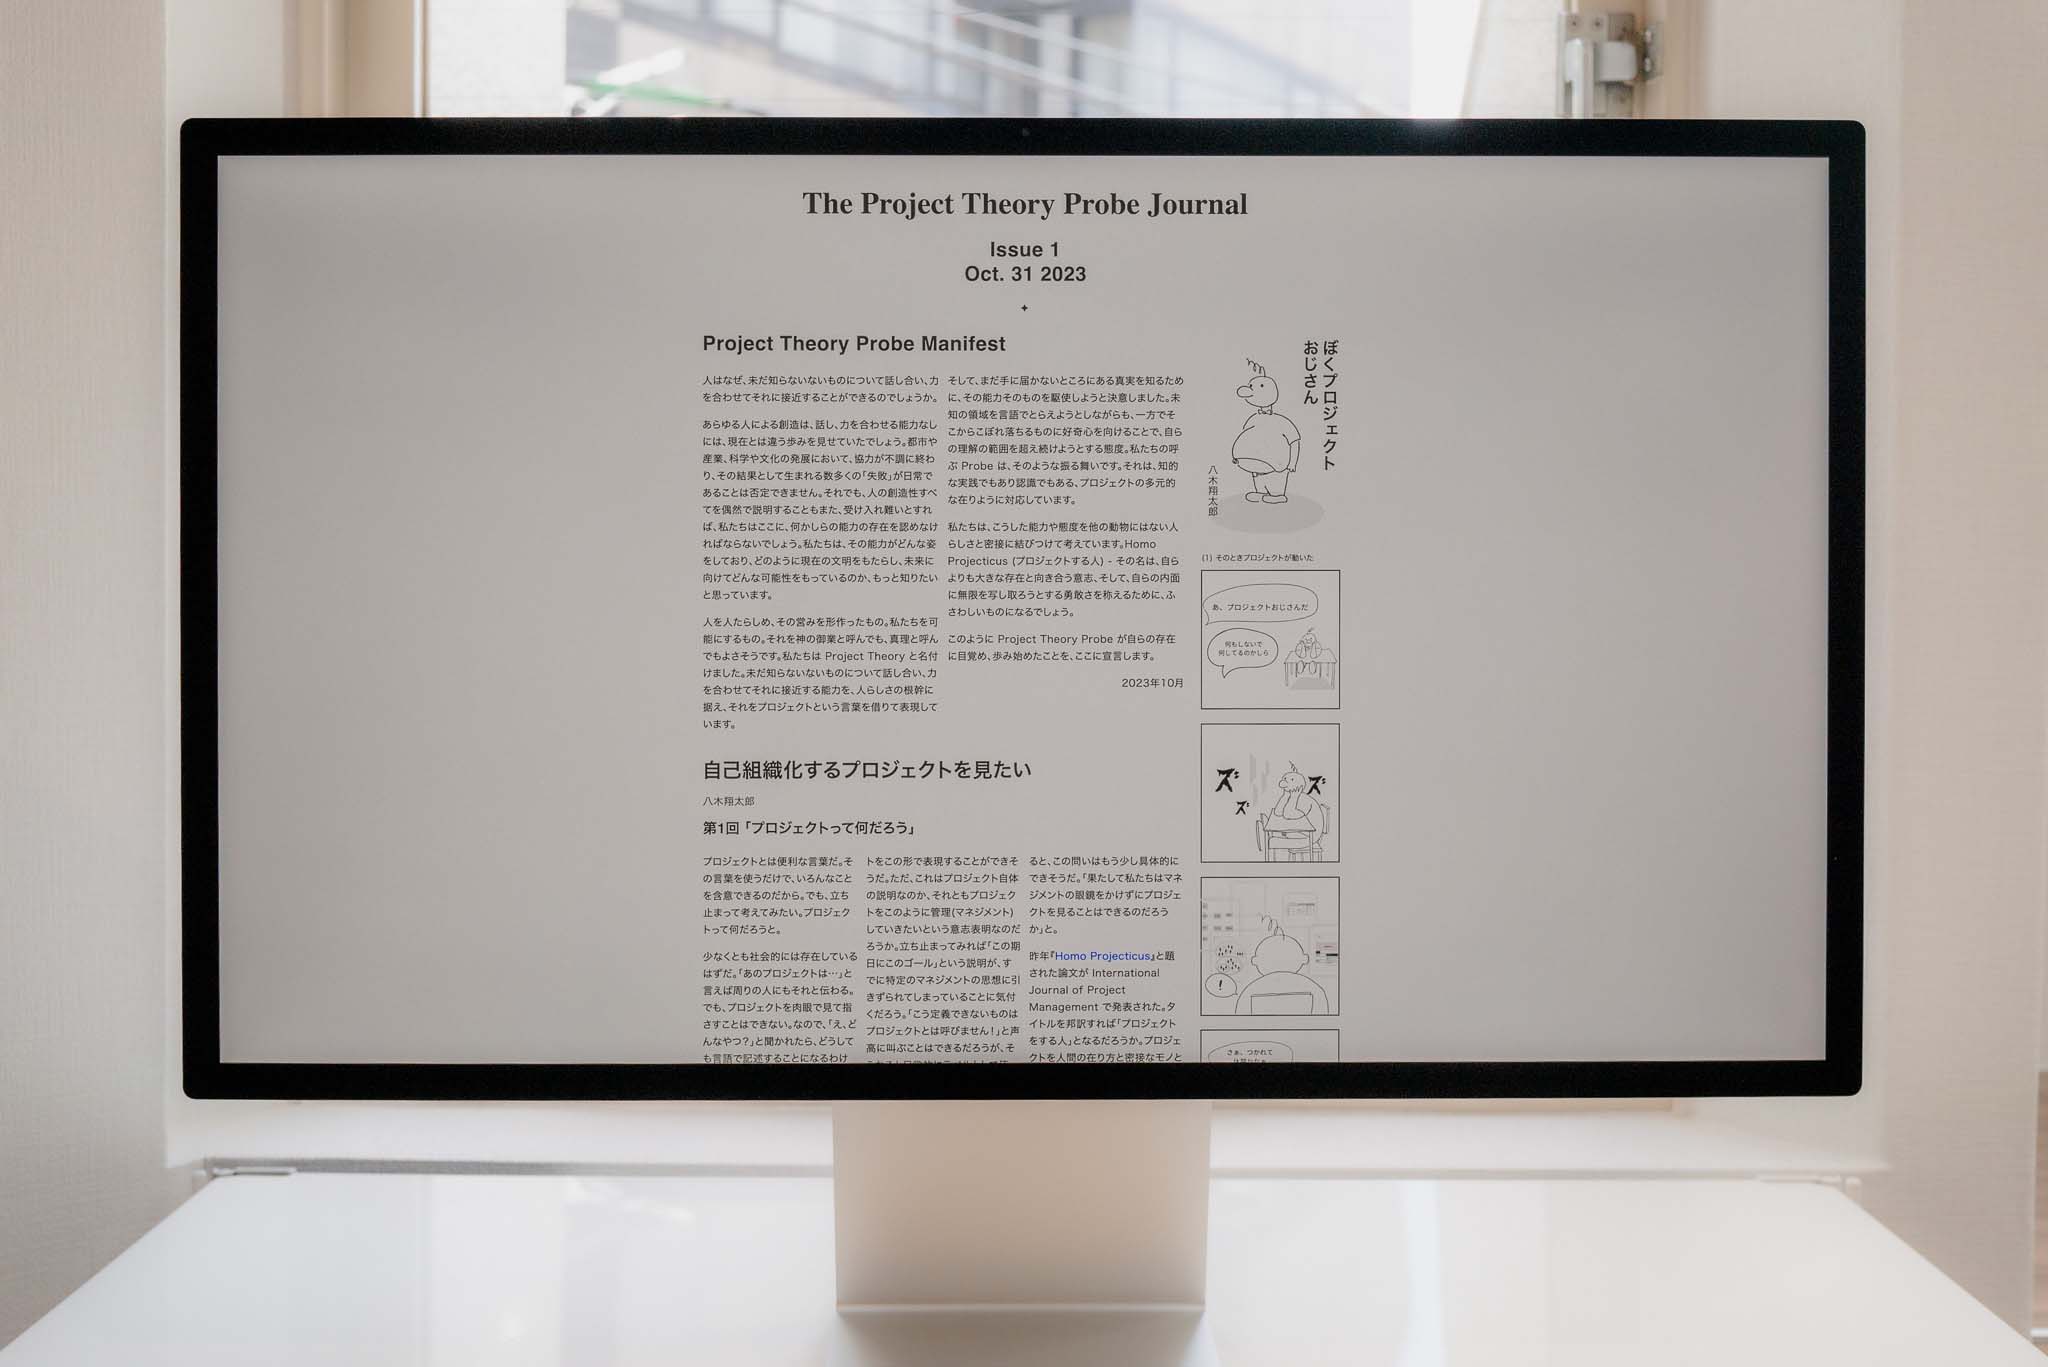 The Project Theory Probe Journal
Issue 1
Oct. 31 2023
Project Theory Probe Manifest
人はなぜ、未だ知らないないものについて話し合い、力
を合わせてそれに接近することができるのでしょうか。
あらゆる人による創造は、話し、力を合わせる能力なし
には、現在とは違う歩みを見せていたでしょう。都市や
産業、科学や文化の発展において、協力が不調に終わ
り、その結果として生まれる数多くの「失敗」が日常で
あることは否定できません。それでも、人の創造性すべ
てを偶然で説明することもまた、受け入れ難いとすれ
ば、私たちはここに、何かしらの能力の存在を認めなけ
ればならないでしょう。私たちは、その能力がどんな姿
をしており、どのように現在の文明をもたらし、未来に
向けてどんな可能性をもっているのか、もっと知りたい
と思っています。
人を人たらしめ、その営みを形作ったもの。私たちを可
能にするもの。それを神の御業と呼んでも、真理と呼ん
でもよさそうです。私たちは Project Theory と名付
けました。未だ知らないないものについて話し合い、力
を合わせてそれに接近する能力を、人らしさの根幹に
据え、それをプロジェクトという言葉を借りて表現して
います。
そして、まだ手に届かないところにある真実を知るため
に、その能力そのものを駆使しようと決意しました。未
知の領域を言語でとらえようとしながらも、一方でそ
こからこぼれ落ちるものに好奇心を向けることで、自ら
の理解の範囲を超え続けようとする態度。私たちの呼
ぶ Probe は、そのような振る舞いです。それは、知的
な実践でもあり認識でもある、プロジェクトの多元的
な在りように対応しています。
私たちは、こうした能力や態度を他の動物にはない人
らしさと密接に結びつけて考えています。Homo
Projecticus (プロジェクトする人) - その名は、自ら
よりも大きな存在と向き合う意志、そして、自らの内面
に無限を写し取ろうとする勇敢さを称えるために、ふ
さわしいものになるでしょう。
このように Project Theory Probe が自らの存在
に目覚め、歩み始めたことを、ここに宣言します。
2023年10月
ぼくプロジェクト
おじさん
八木翔太郎
(1) そのときプロジェクトが動いた
あ、プロジェクトおじさんだ
何もしないで
何してるのかしら
ズ
ズ
ズ
!
さぁ、つかれて
自己組織化するプロジェクトを見たい
八木翔太郎
第1回 「プロジェクトって何だろう」
プロジェクトとは便利な言葉だ。そ
の言葉を使うだけで、いろんなこと
を含意できるのだから。でも、立ち
止まって考えてみたい。プロジェク
トって何だろうと。
少なくとも社会的には存在している
はずだ。「あのプロジェクトは…」と
言えば周りの人にもそれと伝わる。
でも、プロジェクトを肉眼で見て指
さすことはできない。なので、「え、ど
んなやつ？」と聞かれたら、どうして
も言語で記述することになるわけ
トをこの形で表現することができそ
うだ。ただ、これはプロジェクト自体
の説明なのか、それともプロジェク
トをこのように管理(マネジメント)
していきたいという意志表明なのだ
ろうか。立ち止まってみれば「この期
日にこのゴール」という説明が、す
でに特定のマネジメントの思想に引
きずられてしまっていることに気付
くだろう。「こう定義できないものは
プロジェクトとは呼びません！」と声
高に叫ぶことはできるだろうが、そ
ると、この問いはもう少し具体的に
できそうだ。「果たして私たちはマネ
ジメントの眼鏡をかけずにプロジェ
クトを見ることはできるのだろう
か」と。
昨年『Homo Projecticus』と題
された論文が International
Journal of Project
Management で発表された。タ
イトルを邦訳すれば「プロジェクト
をする人」となるだろうか。プロジェ
クトを人間の在り方と密接なモノと